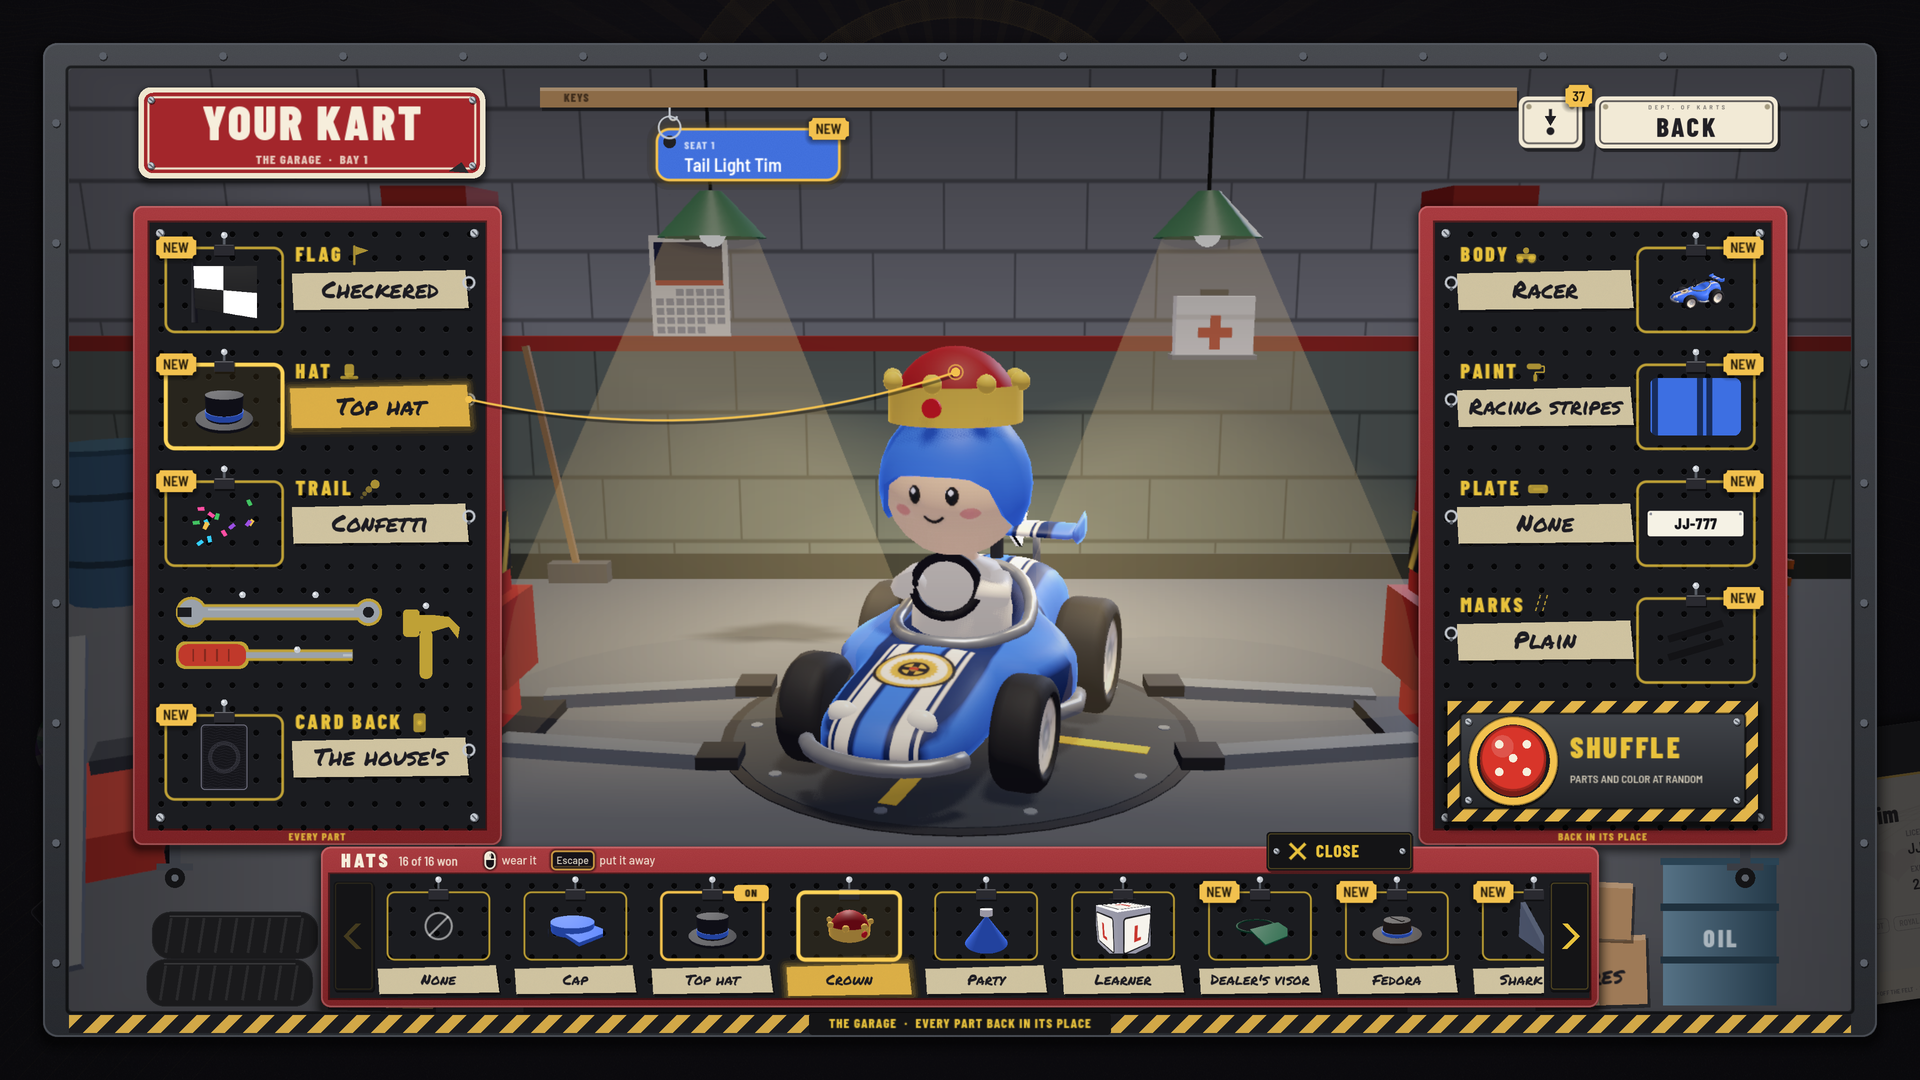 YOUR KART
THE GARAGE · BAY 1
KEYS
NEW
SEAT 1
Tail Light Tim
37
DEPT. OF KARTS
BACK
NEW
FLAG
CHECKERED
NEW
HAT
TOP HAT
NEW
TRAIL
CONFETTI
NEW
CARD BACK
THE HOUSE'S
EVERY PART
BODY
NEW
RACER
PAINT
NEW
RACING STRIPES
PLATE
NEW
NONE
JJ-777
MARKS
NEW
PLAIN
SHUFFLE
PARTS AND COLOR AT RANDOM
BACK IN ITS PLACE
HATS 16 of 16 won wear it Escape put it away
CLOSE
ON
NEW
NEW
NEW
L L
NONE
CAP
TOP HAT
CROWN
PARTY
LEARNER
DEALER'S VISOR
FEDORA
SHARK
OIL
THE GARAGE · EVERY PART BACK IN ITS PLACE